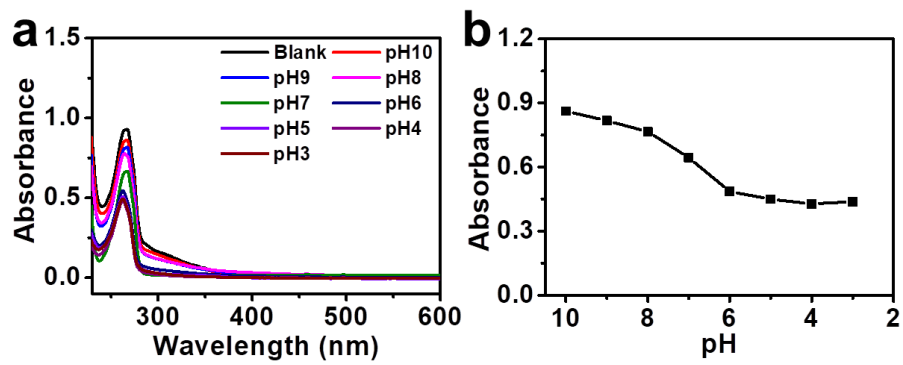 a
b
1.5
1.0
0.5
0.0
Absorbance
Blank pH10
pH9 pH8
pH7 pH6
pH5 pH4
pH3
300 400 500 600
Wavelength (nm)
1.2
0.9
0.6
0.3
0.0
Absorbance
10 8 6 4 2
pH